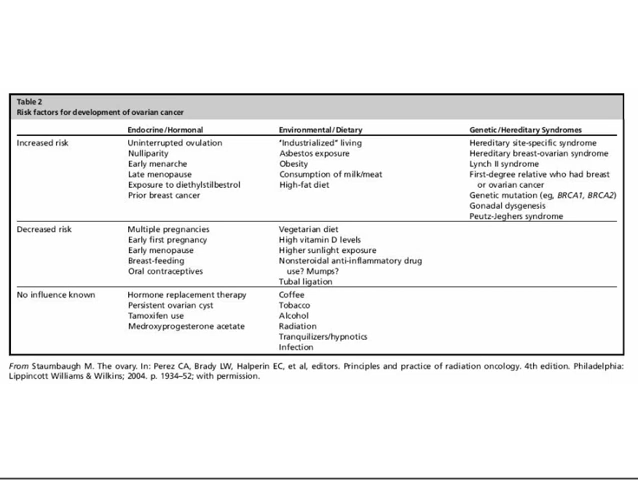 Table 2
Risk factors for development of ovarian cancer
Endocrine/Hormonal Environmental/Dietary Genetic/Hereditary Syndromes
Increased risk Uninterrupted ovulation "Industrialized" living Hereditary site-specific syndrome
Nulliparity Asbestos exposure Hereditary breast-ovarian syndrome
Early menarche Obesity Lynch II syndrome
Late menopause Consumption of milk/meat First-degree relative who had breast
Exposure to diethylstilbestrol High-fat diet or ovarian cancer
Prior breast cancer Genetic mutation (eg, BRCA1, BRCA2)
Gonadal dysgenesis
Peutz-Jeghers syndrome
Decreased risk Multiple pregnancies Vegetarian diet
Early first pregnancy High vitamin D levels
Early menopause Higher sunlight exposure
Breast-feeding Nonsteroidal anti-inflammatory drug
Oral contraceptives use? Mumps?
Tubal ligation
No influence known Hormone replacement therapy Coffee
Persistent ovarian cyst Tobacco
Tamoxifen use Alcohol
Medroxyprogesterone acetate Radiation
Tranquilizers/hypnotics
Infection
From Staumbaugh M. The ovary. In: Perez CA, Brady LW, Halperin EC, et al, editors. Principles and practice of radiation oncology. 4th edition. Philadelphia:
Lippincott Williams & Wilkins; 2004. p. 1934–52; with permission.